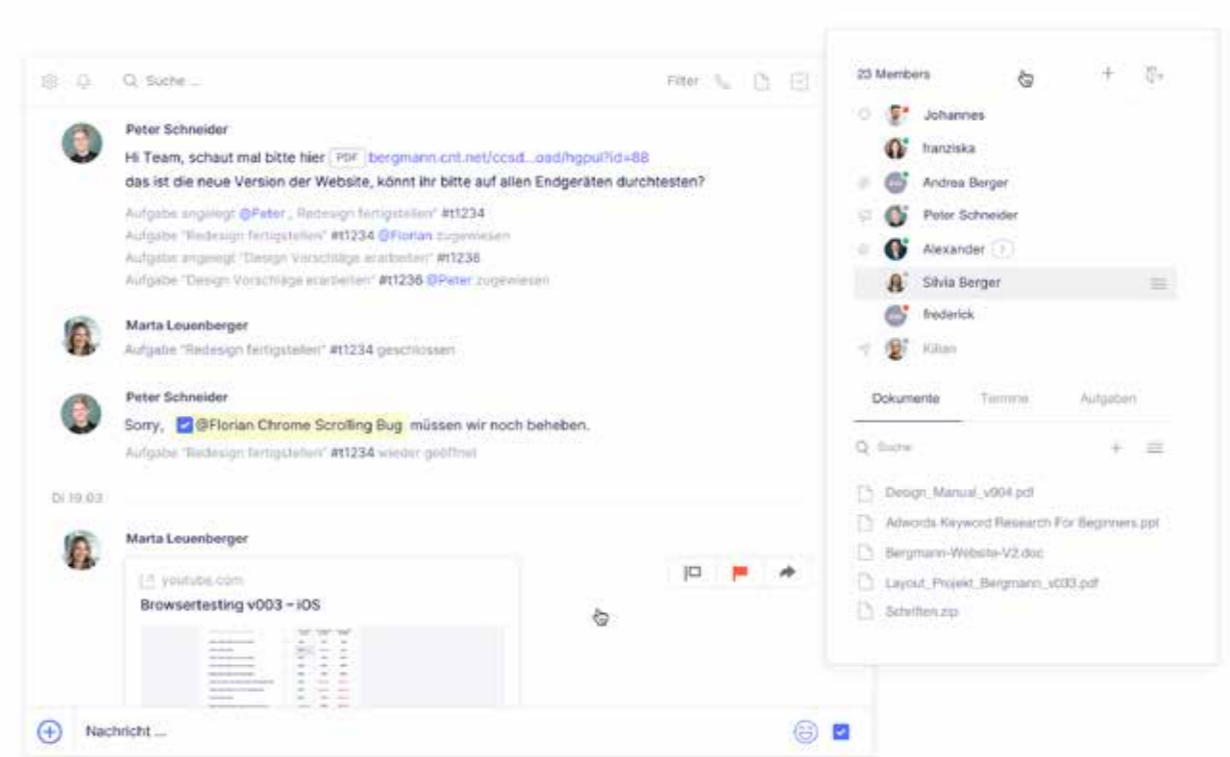 Suche ...
Filter
Peter Schneider
Hi Team, schaut mal bitte hier PDF bergmann.cnt.net/ccsd...oad/hgpul?id=88
das ist die neue Version der Website, könnt ihr bitte auf allen Endgeräten durchtesten?
Aufgabe angelegt @Peter „Redesign fertigstellen" #t1234
Aufgabe "Redesign fertigstellen" #t1234 @Florian zugewiesen
Aufgabe angelegt "Design Vorschläge erarbeiten" #t1236
Aufgabe "Design Vorschläge erarbeiten" #t1236 @Peter zugewiesen
Marta Leuenberger
Aufgabe "Redesign fertigstellen" #t1234 geschlossen
Peter Schneider
Sorry, @Florian Chrome Scrolling Bug müssen wir noch beheben.
Aufgabe "Redesign fertigstellen" #t1234 wieder geöffnet
Di 19.03
Marta Leuenberger
youtube.com
Browsertesting v003 – iOS
Nachricht ...
23 Members
Johannes
franziska
Andrea Berger
Peter Schneider
Alexander
Silvia Berger
frederick
Kilian
Dokumente Termine Aufgaben
Suche
Design_Manual_v004.pdf
Adwords Keyword Research For Beginners.ppt
Bergmann-Website-V2.doc
Layout_Projekt_Bergmann_v033.pdf
Schriften.zip